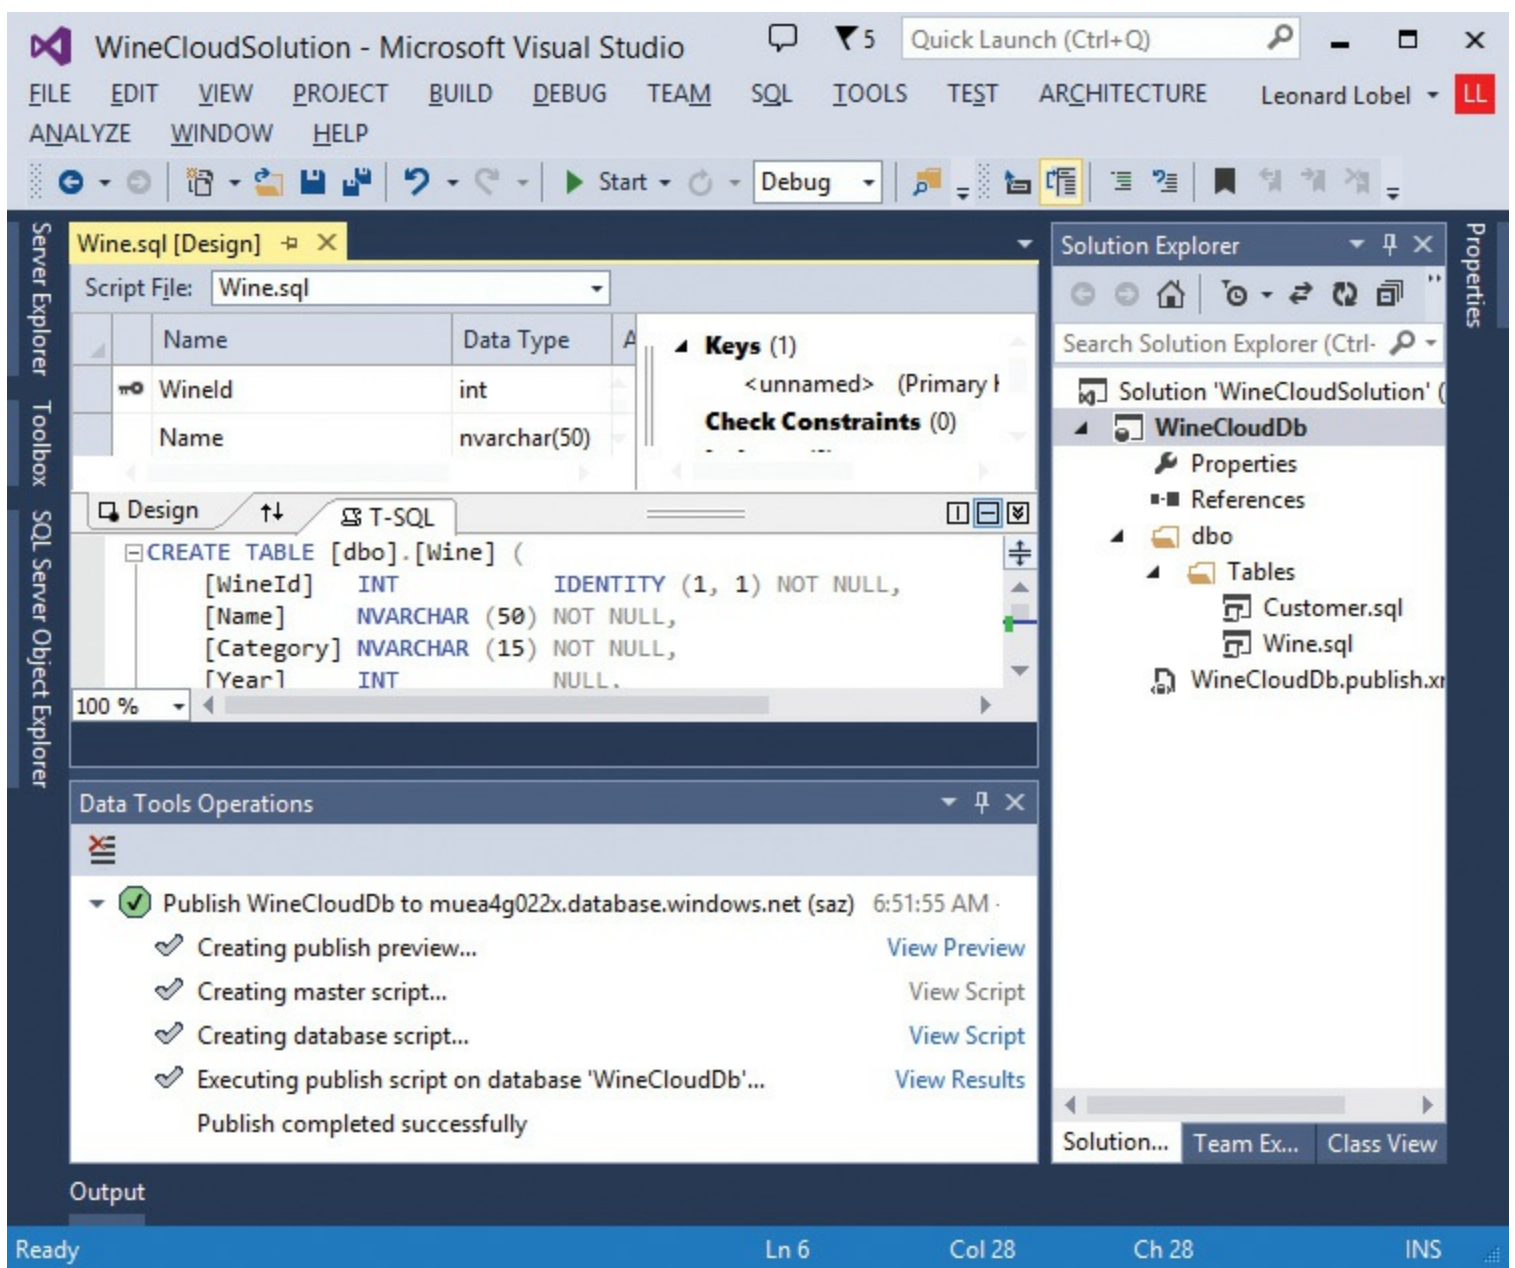 WineCloudSolution - Microsoft Visual Studio
5
Quick Launch (Ctrl+Q)
FILE EDIT VIEW PROJECT BUILD DEBUG TEAM SQL TOOLS TEST ARCHITECTURE Leonard Lobel LL
ANALYZE WINDOW HELP
Start Debug
Server Explorer
Toolbox
SQL Server Object Explorer
Wine.sql [Design]
Script File: Wine.sql
Name Data Type A
WineId int
Name nvarchar(50)
Keys (1)
<unnamed> (Primary
Check Constraints (0)
Design T-SQL
CREATE TABLE [dbo].[Wine] (
[WineId] INT IDENTITY (1, 1) NOT NULL,
[Name] NVARCHAR (50) NOT NULL,
[Category] NVARCHAR (15) NOT NULL,
[Year] INT NULL,
100 %
Data Tools Operations
Publish WineCloudDb to muea4g022x.database.windows.net (saz) 6:51:55 AM -
Creating publish preview... View Preview
Creating master script... View Script
Creating database script... View Script
Executing publish script on database 'WineCloudDb'... View Results
Publish completed successfully
Output
Solution Explorer
Search Solution Explorer (Ctrl-
Solution 'WineCloudSolution' (
WineCloudDb
Properties
References
dbo
Tables
Customer.sql
Wine.sql
WineCloudDb.publish.xr
Solution... Team Ex... Class View
Properties
Ready Ln 6 Col 28 Ch 28 INS